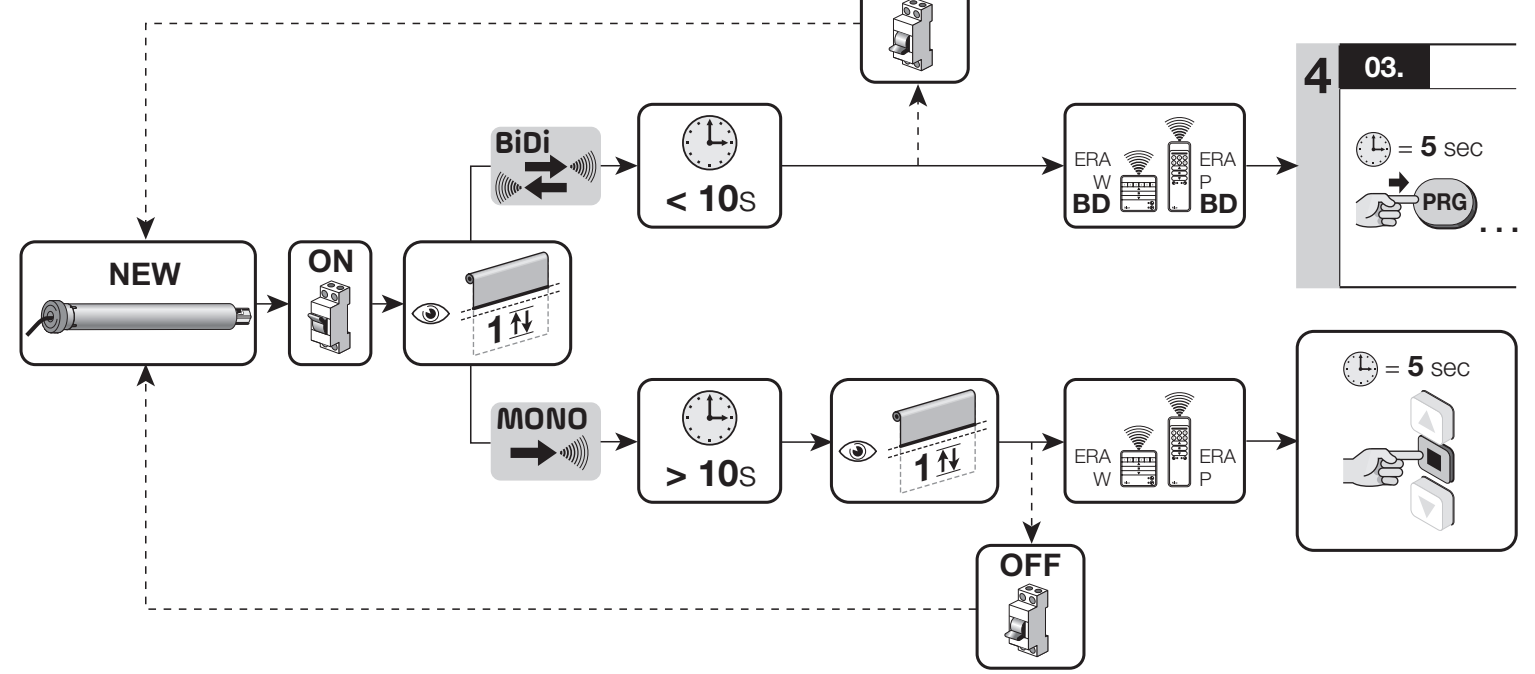 4 03.
= 5 sec
PRG
...
BiDi
< 10s
ERA W BD
ERA P BD
NEW
ON
1
MONO
> 10s
1
ERA W
ERA P
= 5 sec
OFF